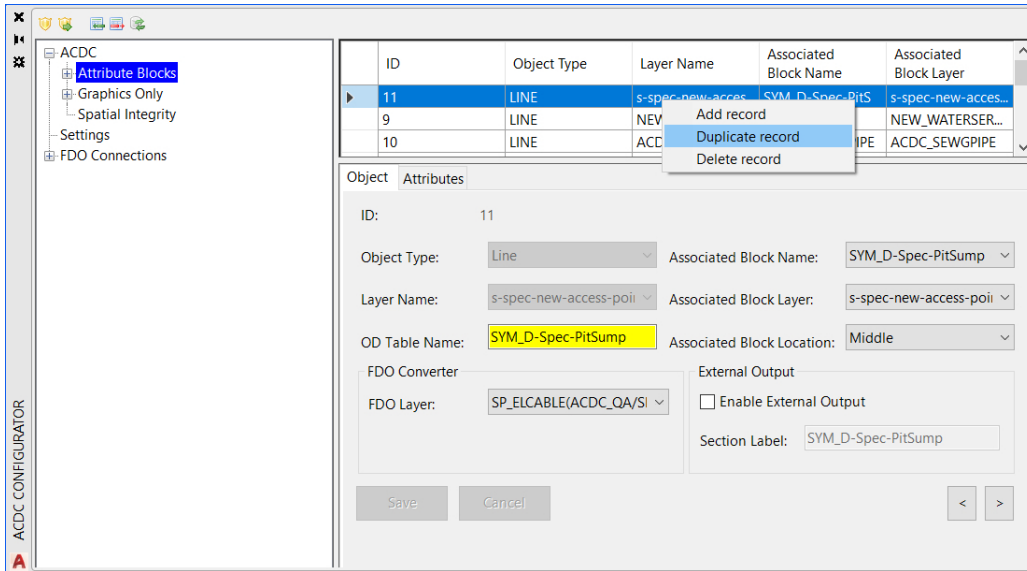 ACDC
Attribute Blocks
Graphics Only
Spatial Integrity
Settings
FDO Connections
ID Object Type Layer Name Associated Block Name Associated Block Layer
11 LINE s-spec-new-acces SYM_D-Spec-PitS s-spec-new-acces...
9 LINE NEW NEW_WATERSER...
10 LINE ACD IPE ACDC_SEWGPIPE
Add record
Duplicate record
Delete record
Object Attributes
ID: 11
Object Type: Line Associated Block Name: SYM_D-Spec-PitSump
Layer Name: s-spec-new-access-poi Associated Block Layer: s-spec-new-access-poi
OD Table Name: SYM_D-Spec-PitSump Associated Block Location: Middle
FDO Converter External Output
FDO Layer: SP_ELCABLE(ACDC_QA/S Enable External Output
Section Label: SYM_D-Spec-PitSump
Save Cancel < >
ACDC CONFIGURATOR
A